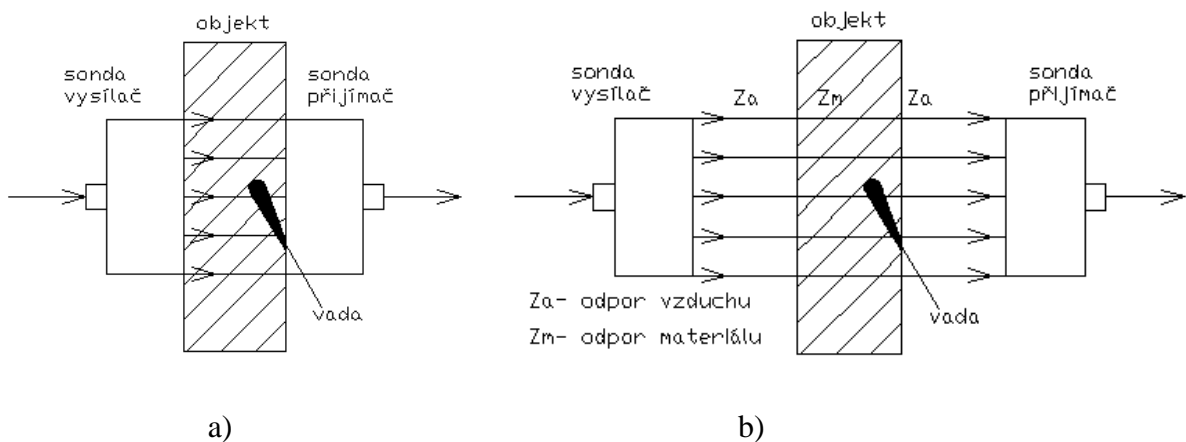 objekt
sonda
vysílač
sonda
přijímač
vada
a)
objekt
sonda
vysílač
Za
Zm
Za
sonda
přijímač
Za- odpor vzduchu
Zm- odpor materiálu
vada
b)